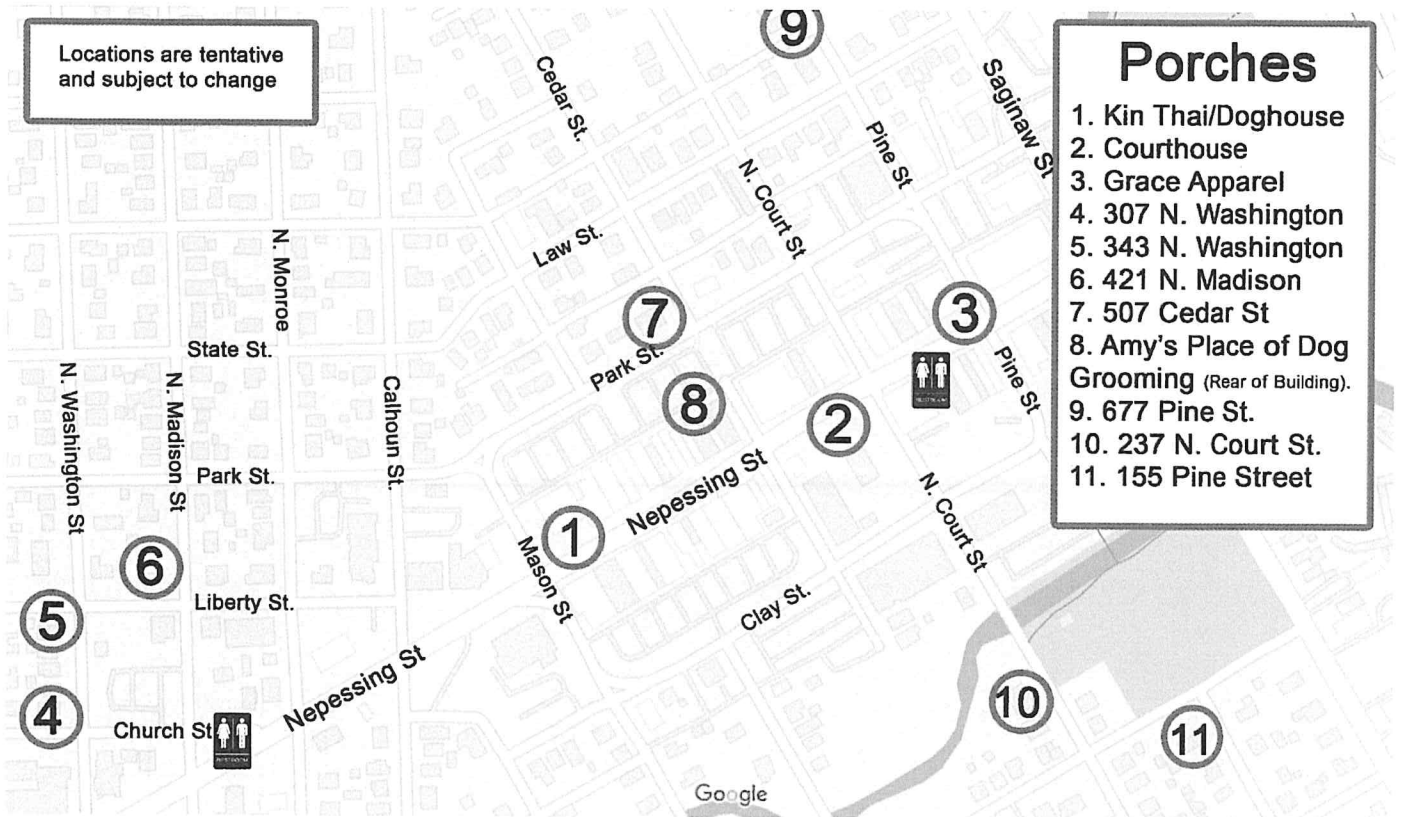 Locations are tentative
and subject to change
9
Porches
1. Kin Thai/Doghouse
2. Courthouse
3. Grace Apparel
4. 307 N. Washington
5. 343 N. Washington
6. 421 N. Madison
7. 507 Cedar St
8. Amy's Place of Dog
Grooming (Rear of Building).
9. 677 Pine St.
10. 237 N. Court St.
11. 155 Pine Street
Cedar St.
Saginaw St
Pine St
N. Court St
Law St.
N. Monroe
7
3
State St.
Park St.
Pine St
N. Washington St
N. Madison St
Calhoun St.
8
2
Park St.
Nepessing St
N. Court St
1
Mason St
6
Liberty St.
Clay St.
5
Nepessing St
4
Church St
RESTROOM
10
11
Google